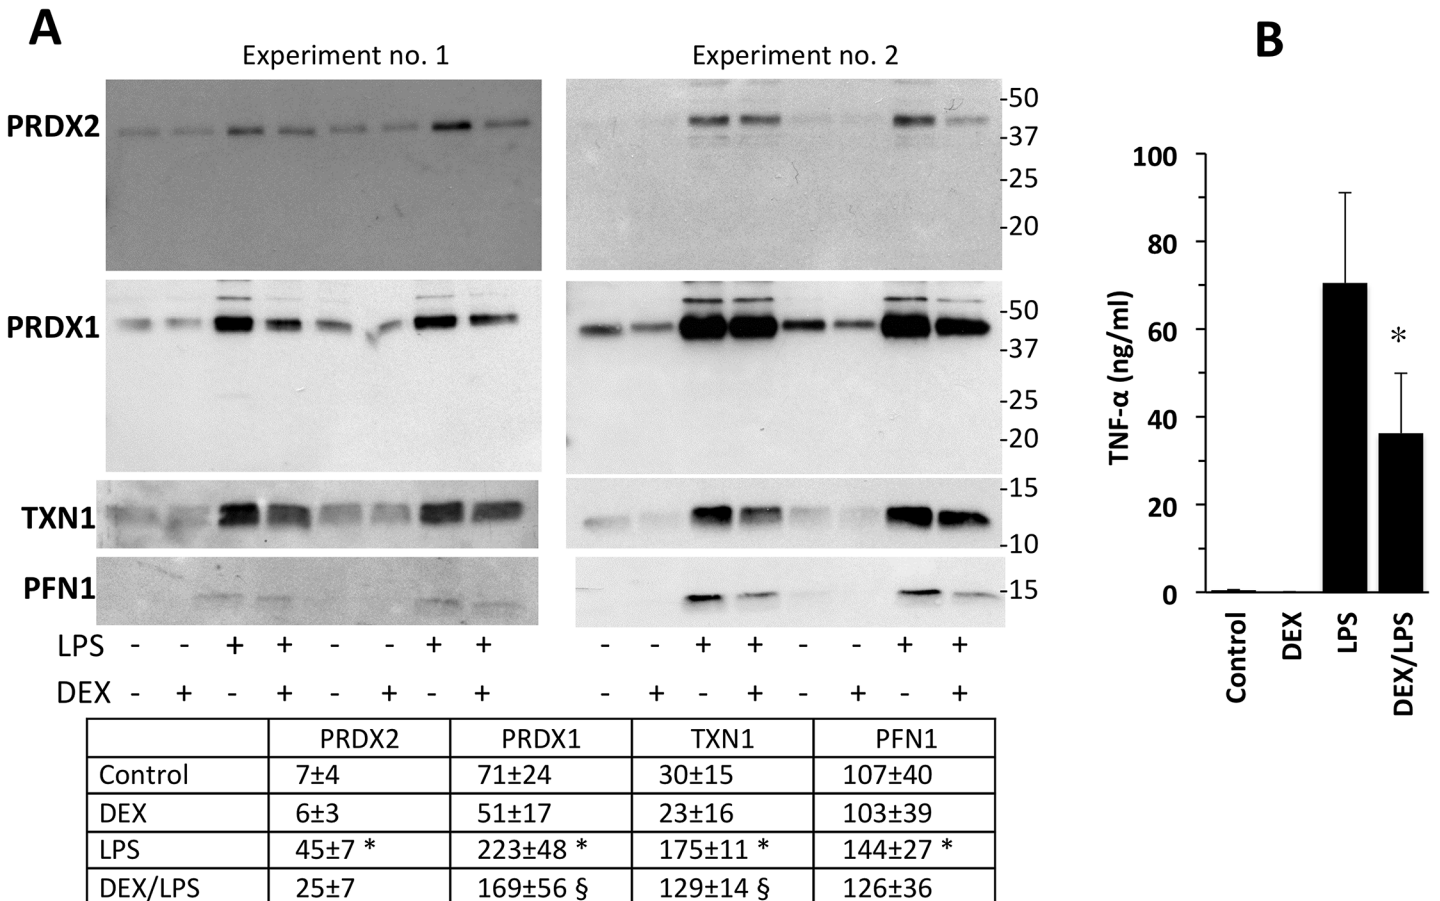 A
B
Experiment no. 1
Experiment no. 2
PRDX2
-50
-37
-25
-20
PRDX1
-50
-37
-25
-20
TXN1
-15
-10
PFN1
-15
LPS - - + + - - + + - - + + - - + +
DEX - + - + - + - + - + - + - + - +
PRDX2 PRDX1 TXN1 PFN1
Control 7±4 71±24 30±15 107±40
DEX 6±3 51±17 23±16 103±39
LPS 45±7 * 223±48 * 175±11 * 144±27 *
DEX/LPS 25±7 169±56 § 129±14 § 126±36
TNF-α (ng/ml)
100
80
60
40
20
0
*
Control
DEX
LPS
DEX/LPS